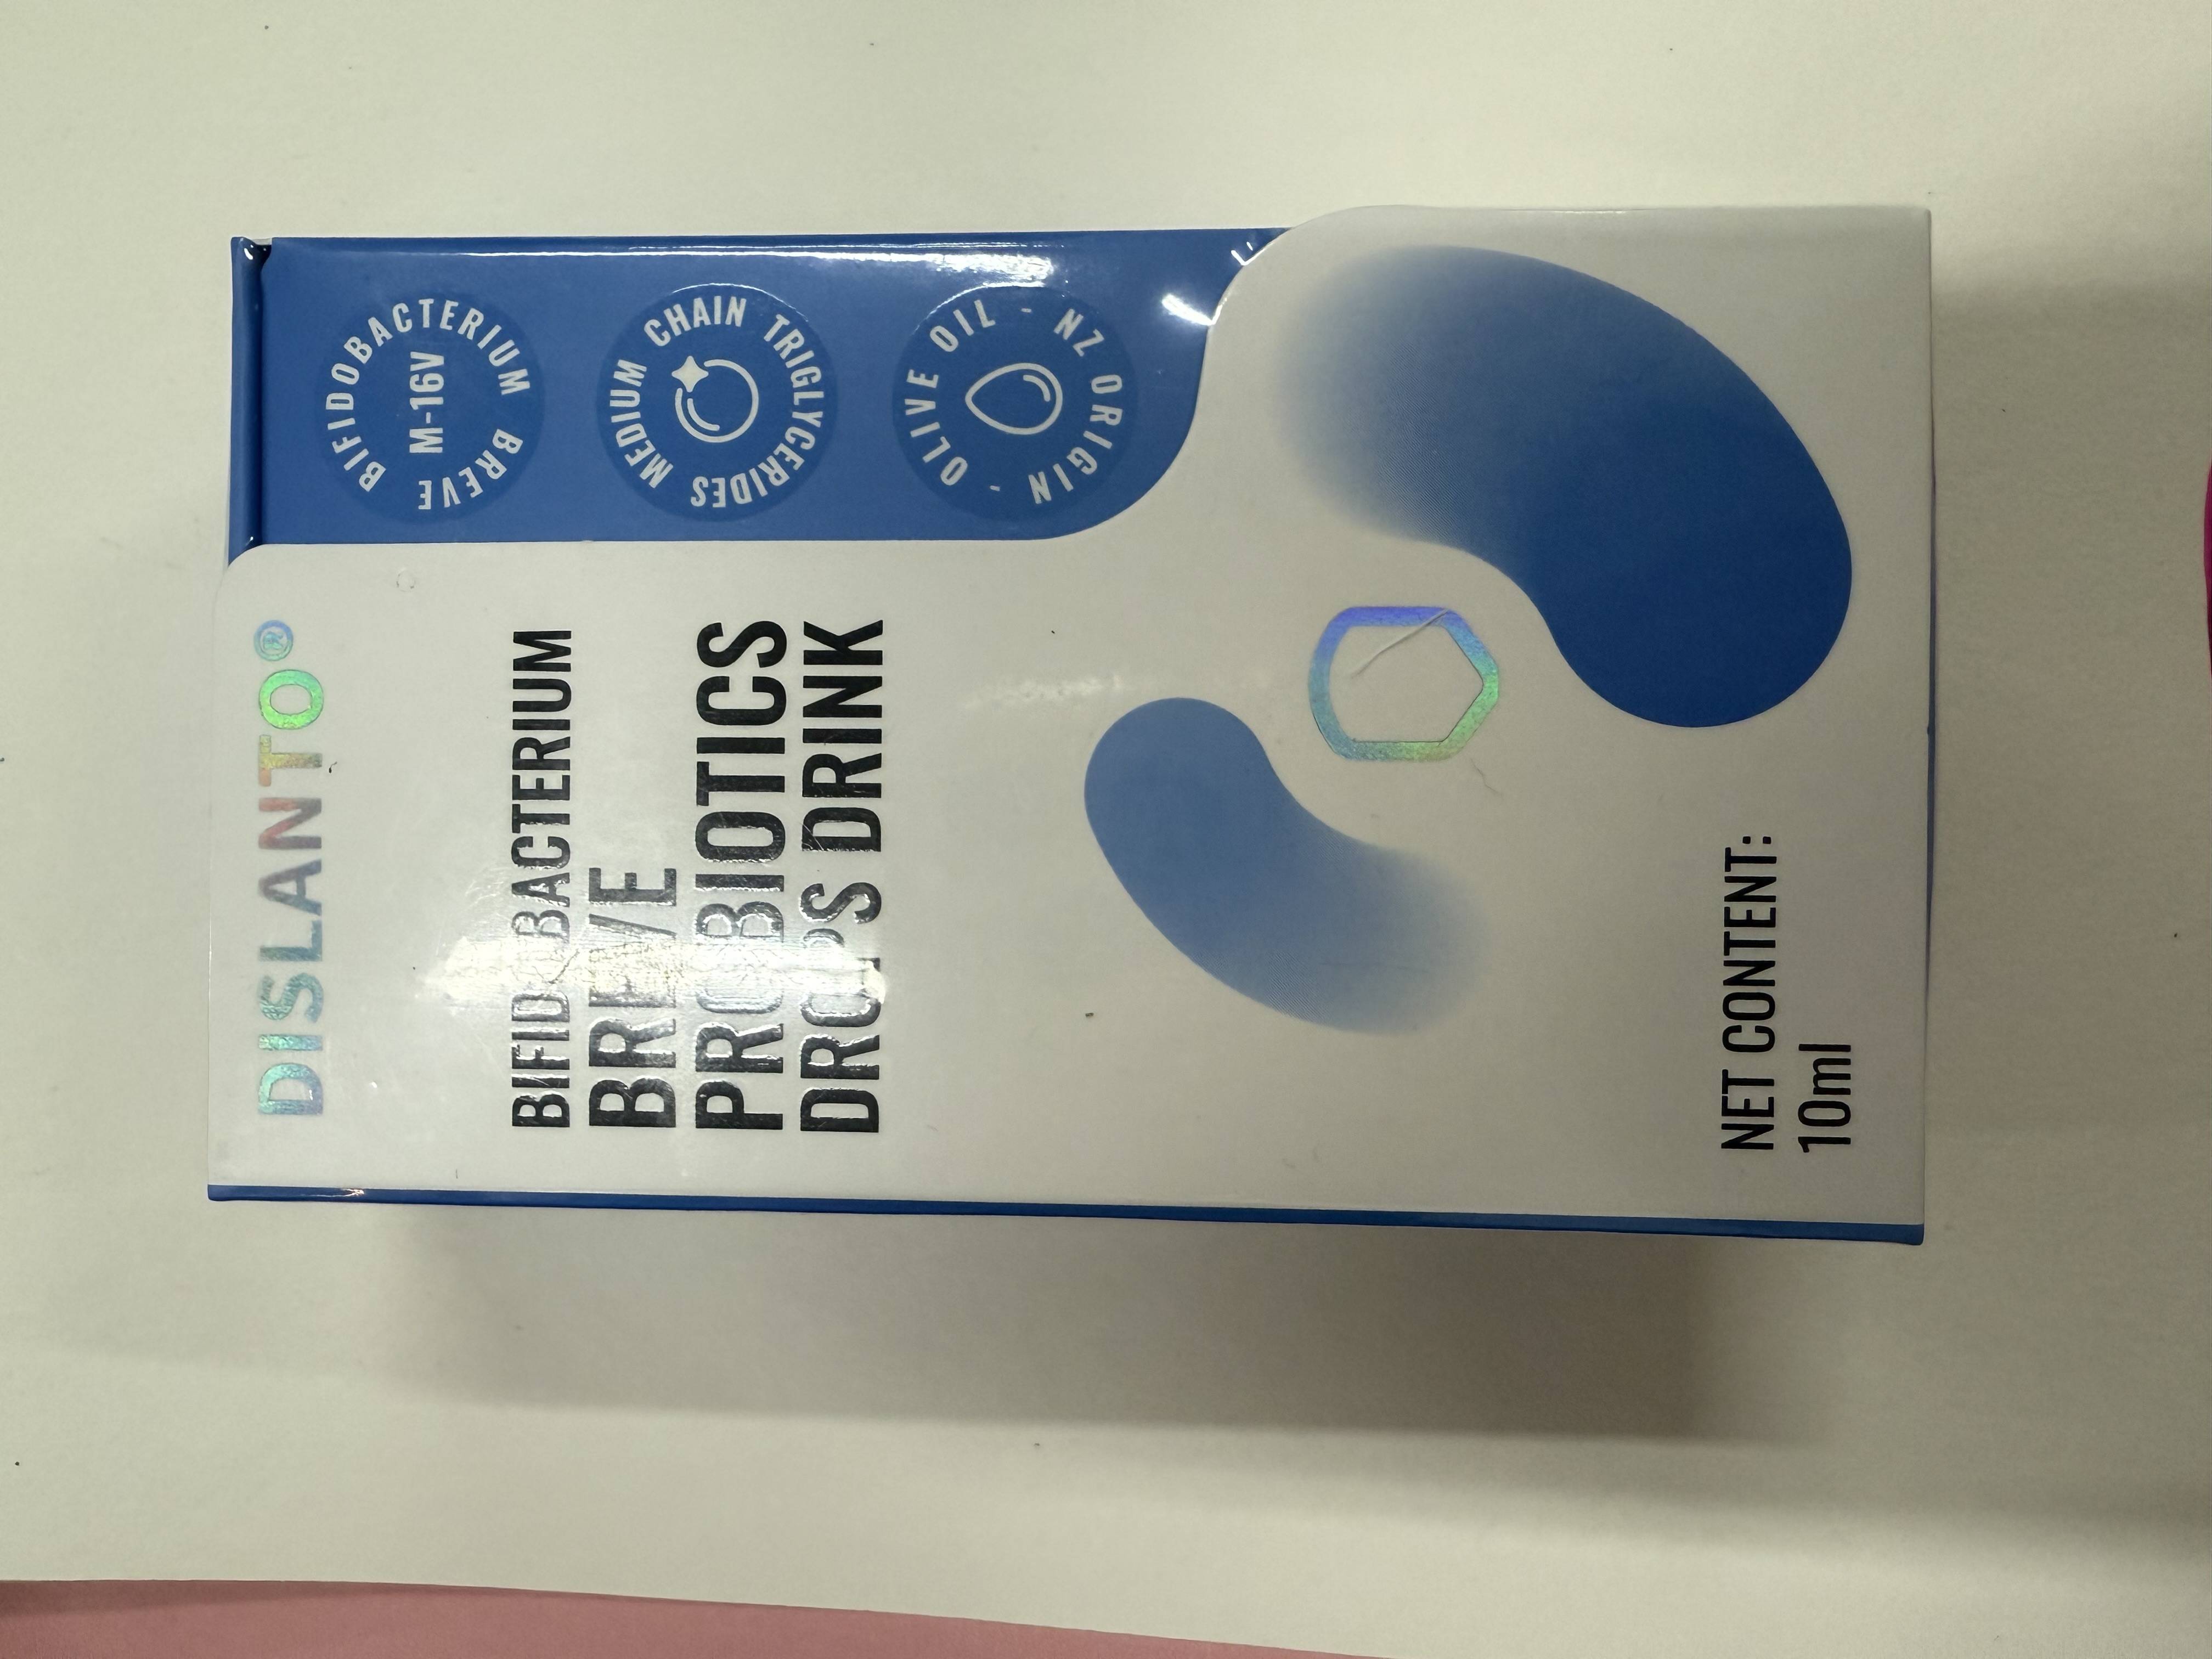 DISLANTO®
BIFIDOBACTERIUM
BREVE
PROBIOTICS
DROPS DRINK
NET CONTENT:
10ml
BIFIDOBACTERIUM BREVE
M-16V
MEDIUM CHAIN TRIGLYCERIDES
OLIVE OIL - NZ ORIGIN -